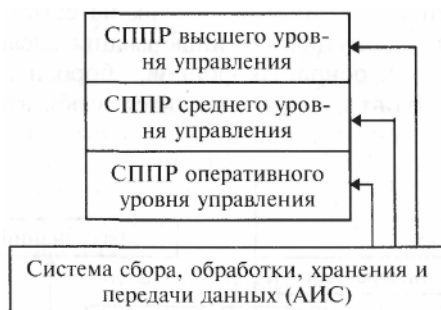 СППР высшего уров-
ня управления
СППР среднего уров-
ня управления
СППР оперативного
уровня управления
Система сбора, обработки, хранения и
передачи данных (АИС)